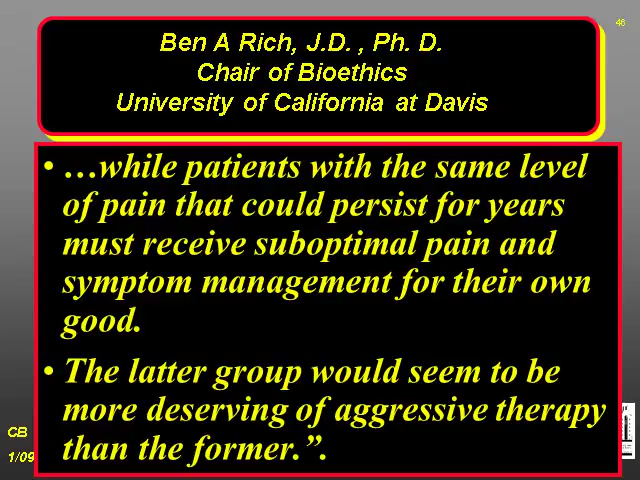 46
Ben A Rich, J.D. , Ph. D.
Chair of Bioethics
University of California at Davis
• …while patients with the same level
of pain that could persist for years
must receive suboptimal pain and
symptom management for their own
good.
• The latter group would seem to be
more deserving of aggressive therapy
than the former.”.
CB
1/09